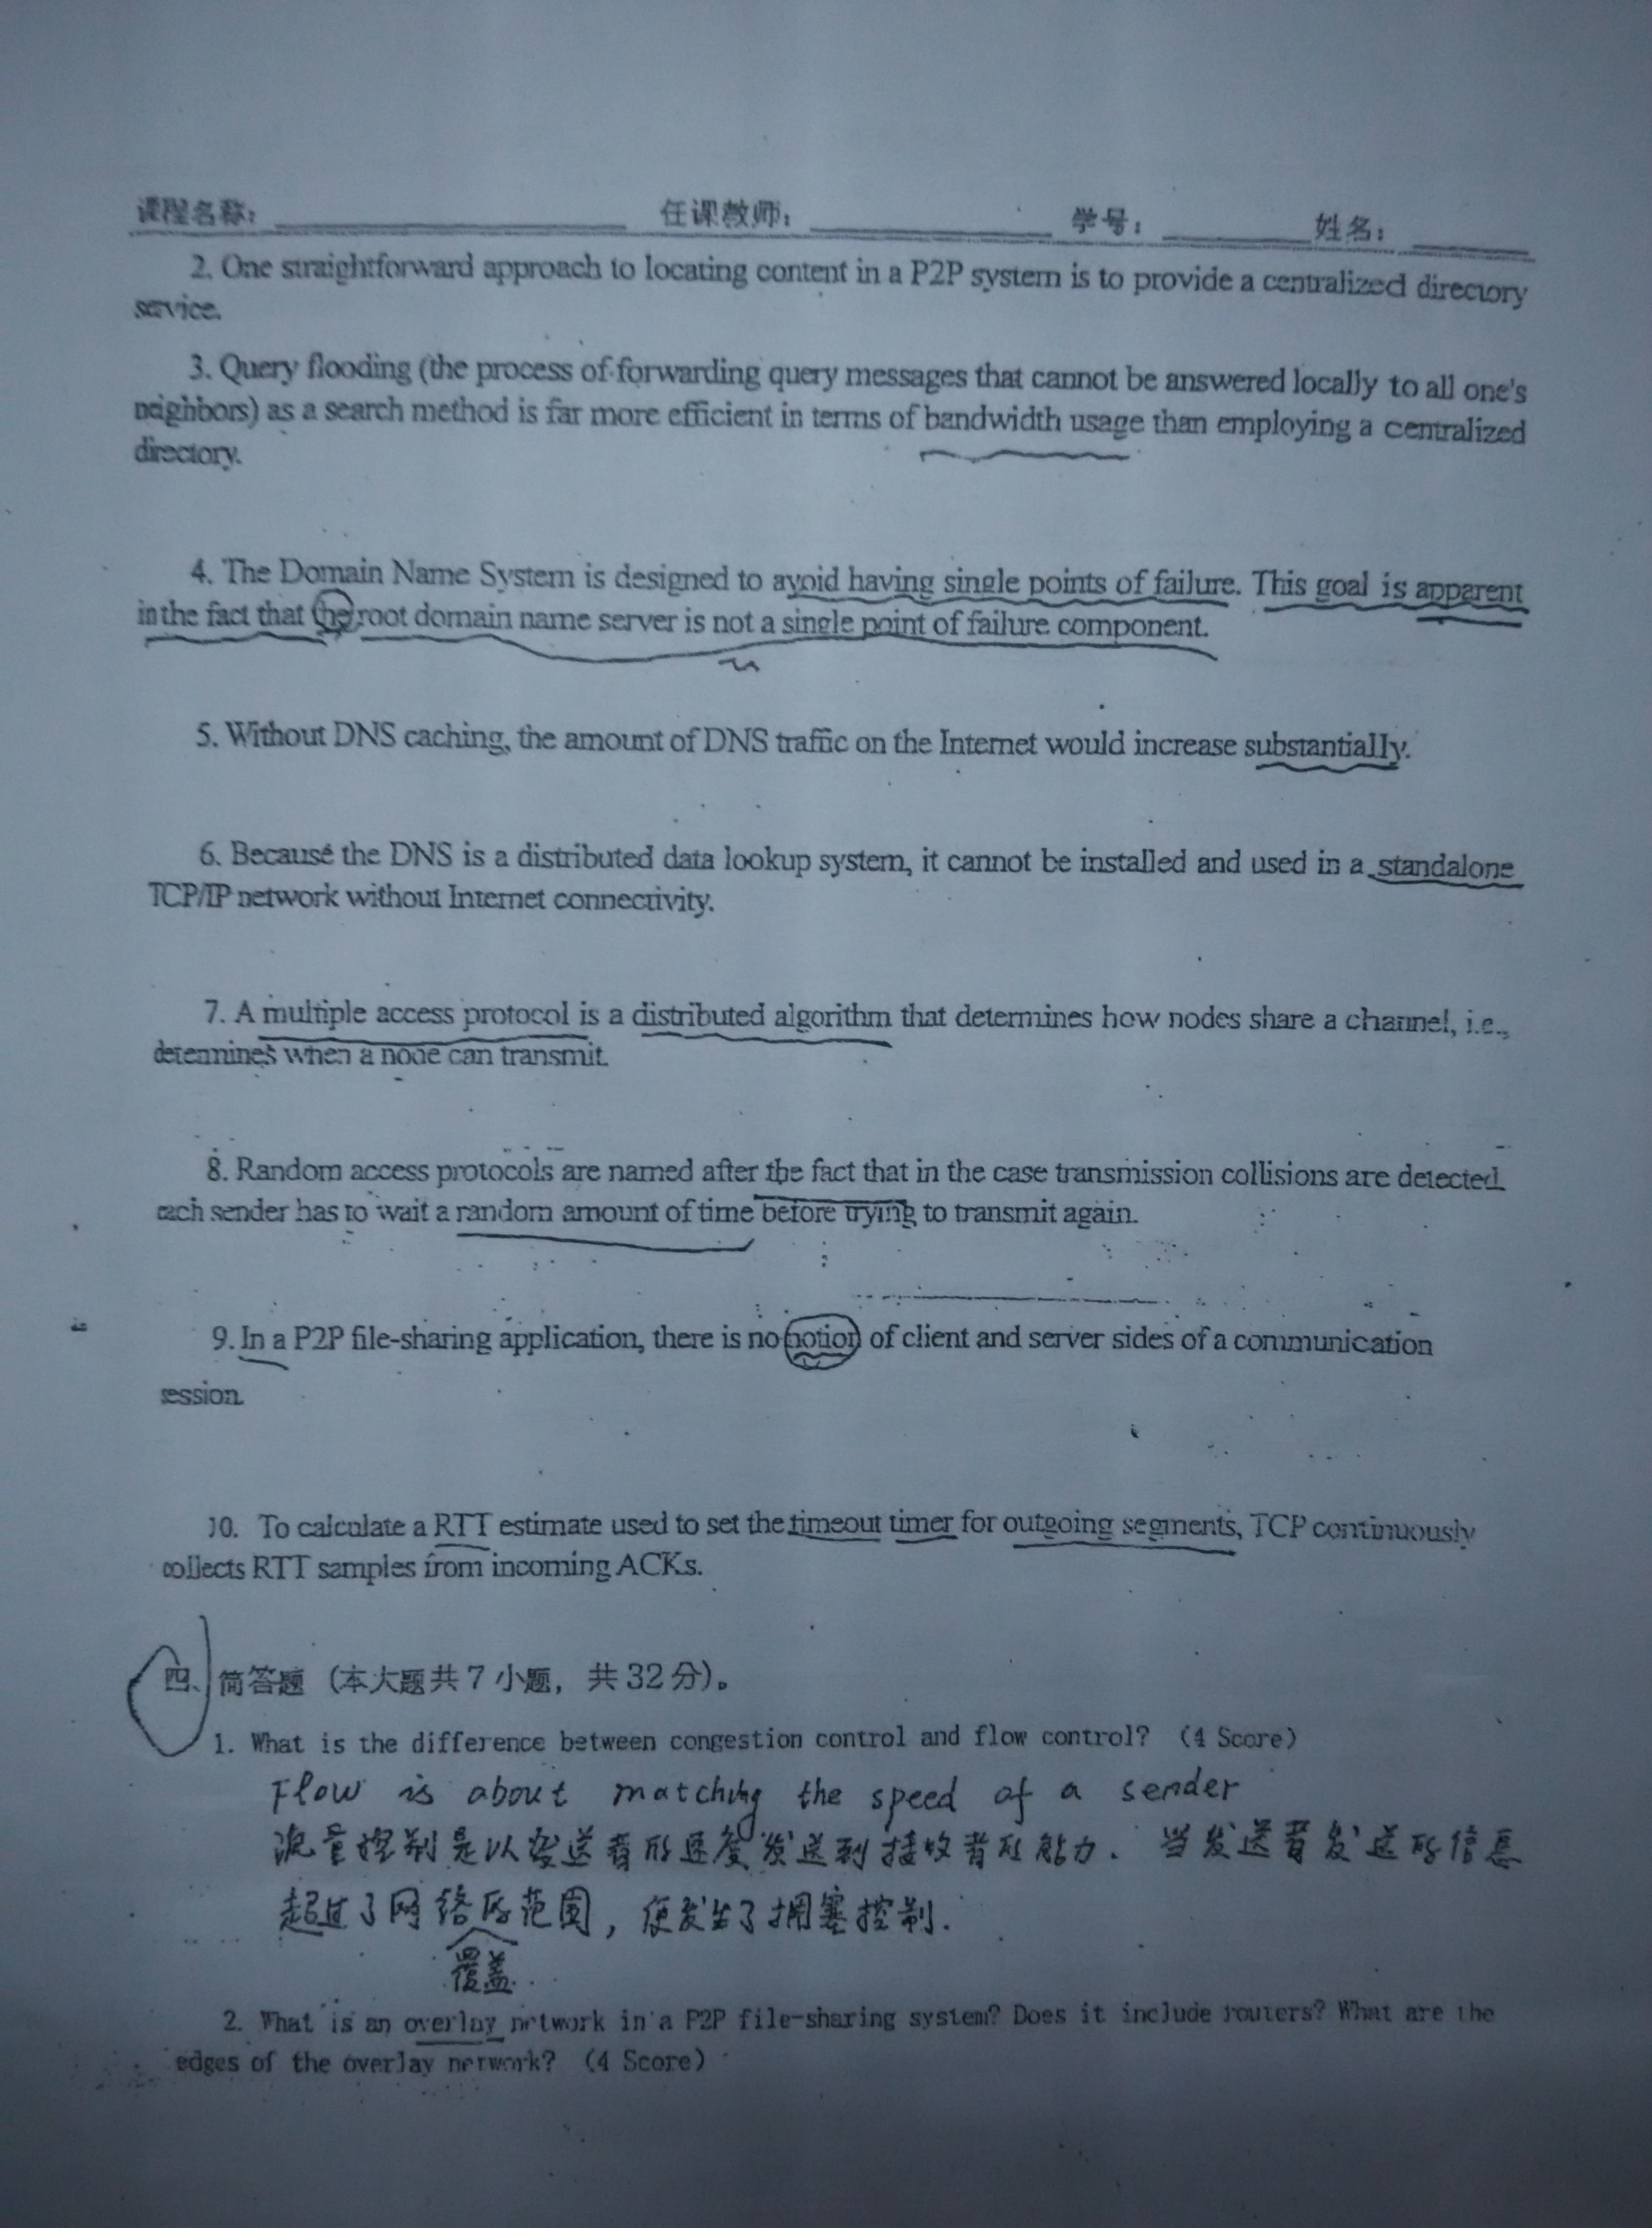 课程名称： 任课教师： 学号： 姓名：
2. One straightforward approach to locating content in a P2P system is to provide a centralized directory
service.
3. Query flooding (the process of forwarding query messages that cannot be answered locally to all one's
neighbors) as a search method is far more efficient in terms of bandwidth usage than employing a centralized
directory.
4. The Domain Name System is designed to avoid having single points of failure. This goal is apparent
in the fact that the root domain name server is not a single point of failure component.
5. Without DNS caching, the amount of DNS traffic on the Internet would increase substantially.
6. Because the DNS is a distributed data lookup system, it cannot be installed and used in a standalone
TCP/IP network without Internet connectivity.
7. A multiple access protocol is a distributed algorithm that determines how nodes share a channel, i.e.,
determines when a node can transmit.
8. Random access protocols are named after the fact that in the case transmission collisions are detected
each sender has to wait a random amount of time before trying to transmit again.
9. In a P2P file-sharing application, there is no notion of client and server sides of a communication
session.
10. To calculate a RTT estimate used to set the timeout timer for outgoing segments, TCP continuously
collects RTT samples from incoming ACKs.
四、简答题（本大题共 7 小题，共 32 分）。
1. What is the difference between congestion control and flow control? (4 Score)
Flow is about matching the speed of a sender
流量控制是以发送者的速度发送到接收者的能力. 当发送者发送的信息
超过了网络的范围, 便发生了拥塞控制.
覆盖
2. What is an overlay network in a P2P file-sharing system? Does it include routers? What are the
edges of the overlay network? (4 Score)